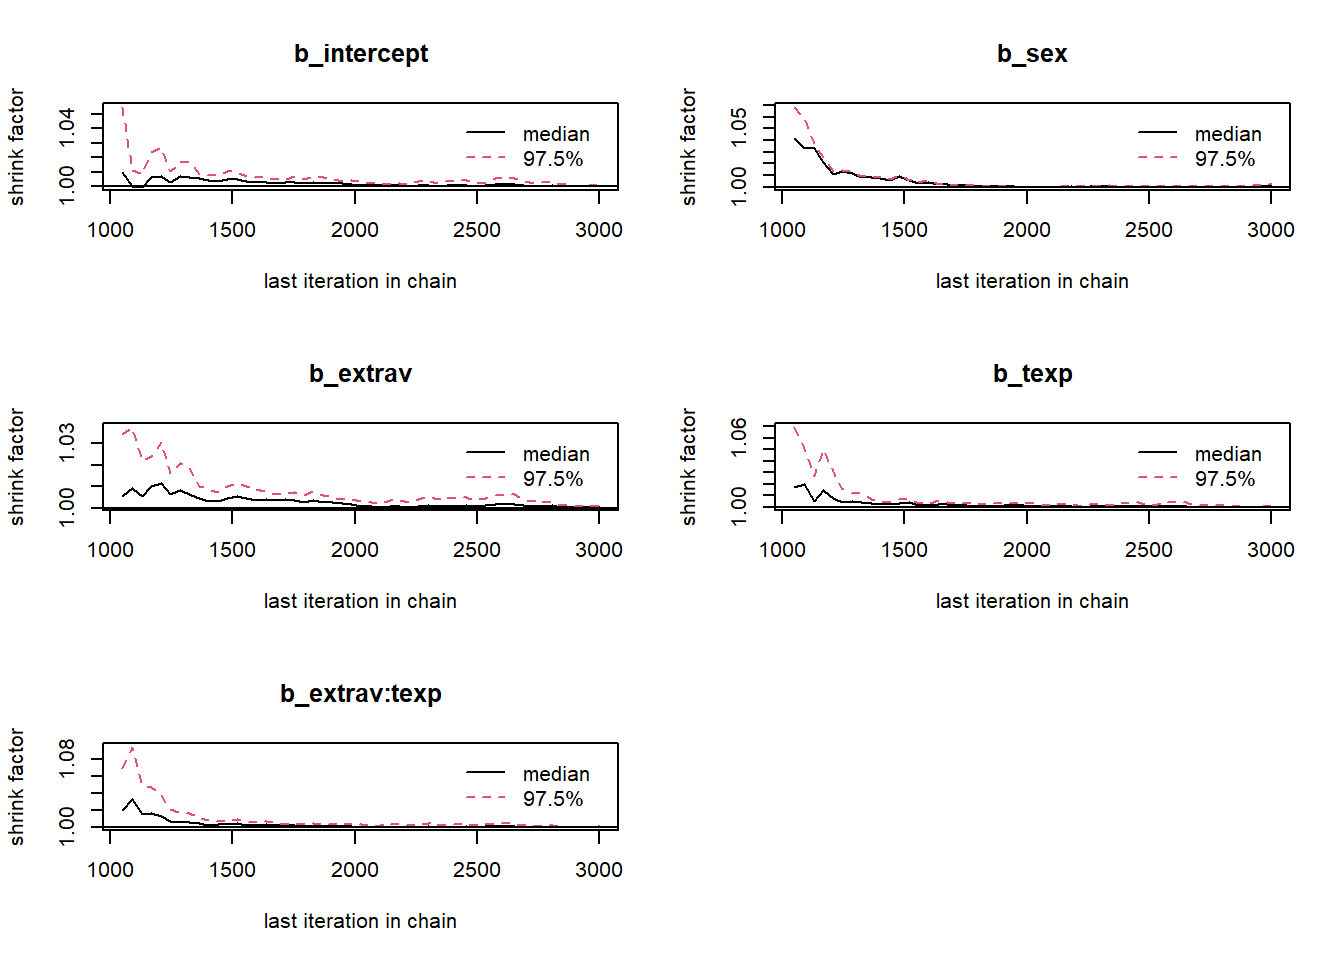 b_intercept
shrink factor
1.04
1.00
median
97.5%
1000 1500 2000 2500 3000
last iteration in chain
b_sex
shrink factor
1.05
1.00
median
97.5%
1000 1500 2000 2500 3000
last iteration in chain
b_extrav
shrink factor
1.03
1.00
median
97.5%
1000 1500 2000 2500 3000
last iteration in chain
b_texp
shrink factor
1.06
1.00
median
97.5%
1000 1500 2000 2500 3000
last iteration in chain
b_extrav:texp
shrink factor
1.08
1.00
median
97.5%
1000 1500 2000 2500 3000
last iteration in chain